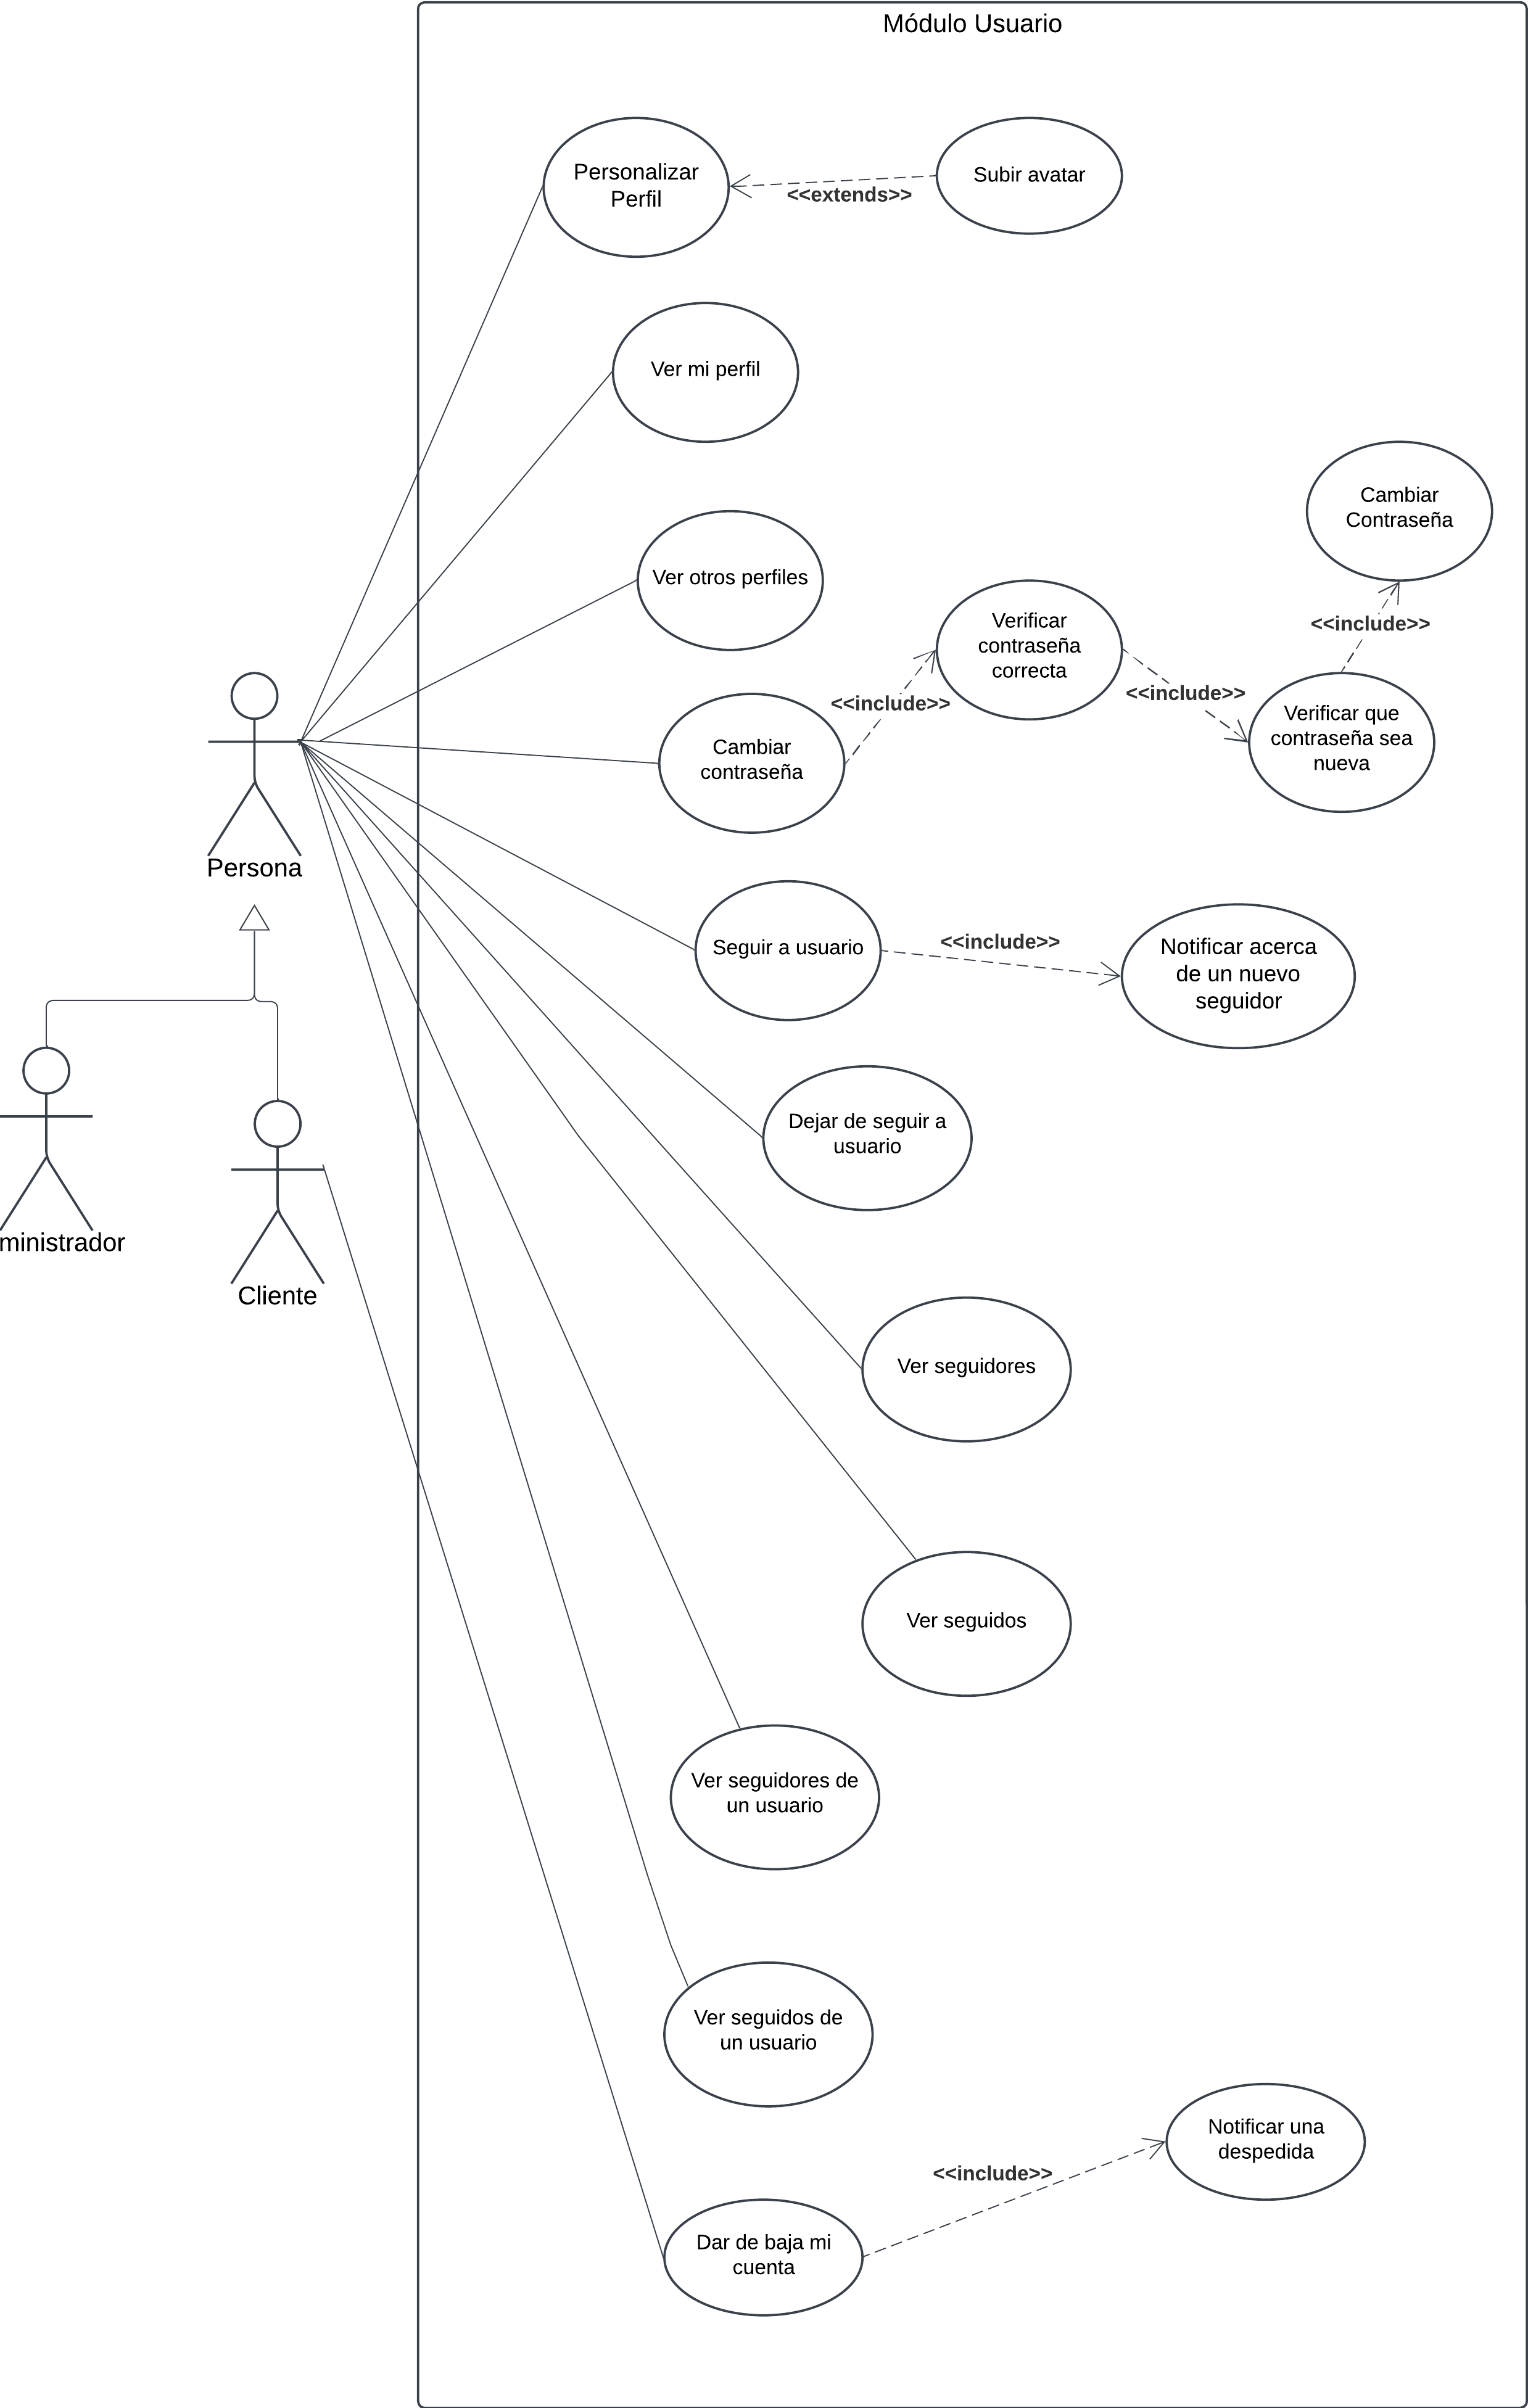 Módulo Usuario
Personalizar
Perfil
<<extends>>
Subir avatar
Ver mi perfil
Ver otros perfiles
Cambiar
contraseña
<<include>>
Verificar
contraseña
correcta
<<include>>
Verificar que
contraseña sea
nueva
<<include>>
Cambiar
Contraseña
Persona
Seguir a usuario
<<include>>
Notificar acerca
de un nuevo
seguidor
Dejar de seguir a
usuario
ministrador
Cliente
Ver seguidores
Ver seguidos
Ver seguidores de
un usuario
Ver seguidos de
un usuario
Dar de baja mi
cuenta
<<include>>
Notificar una
despedida